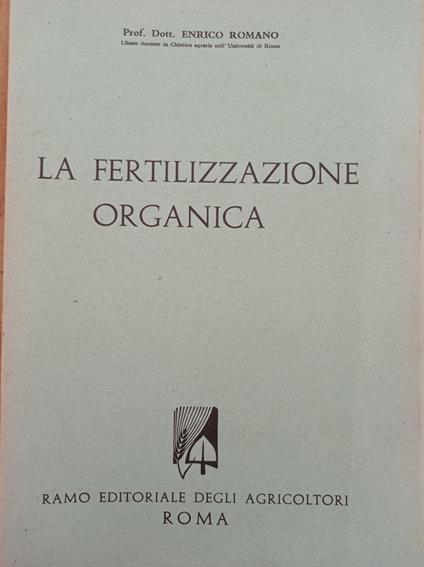 Prof. Dott. ENRICO ROMANO
Libero docente in Chimica agraria nell'Università di Roma
LA FERTILIZZAZIONE
ORGANICA
RAMO EDITORIALE DEGLI AGRICOLTORI
ROMA